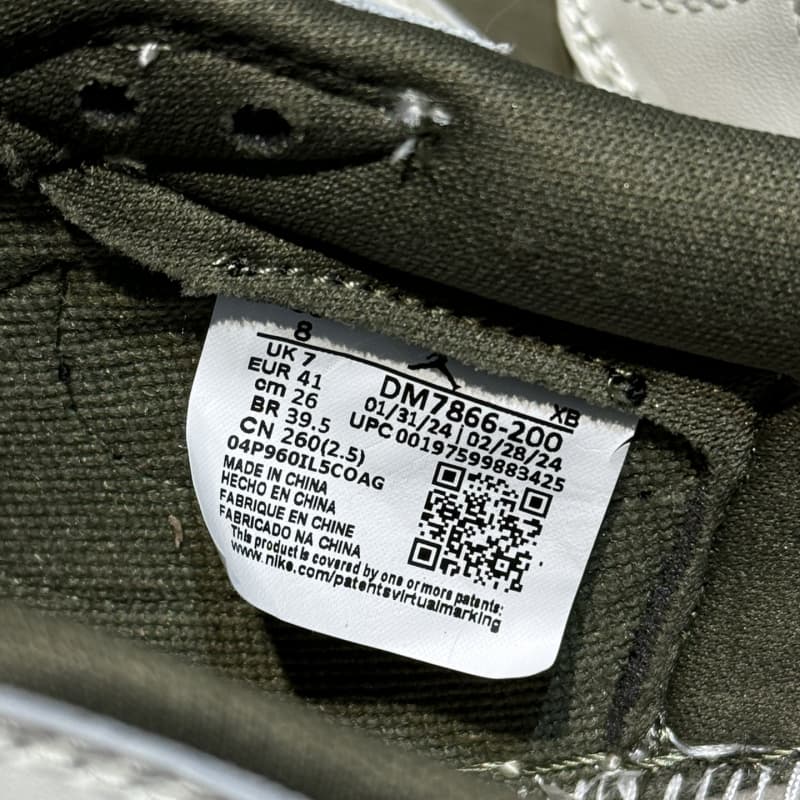 8
UK 7
EUR 41
cm 26
BR 39.5
CN 260(2.5)
04P960IL5COAG
XB
DM7866-200
01/31/24 | 02/28/24
UPC 00197599883425
MADE IN CHINA
HECHO EN CHINA
FABRIQUE EN CHINE
FABRICADO NA CHINA
This product is covered by one or more patents:
www.nike.com/patentsvirtualmarking